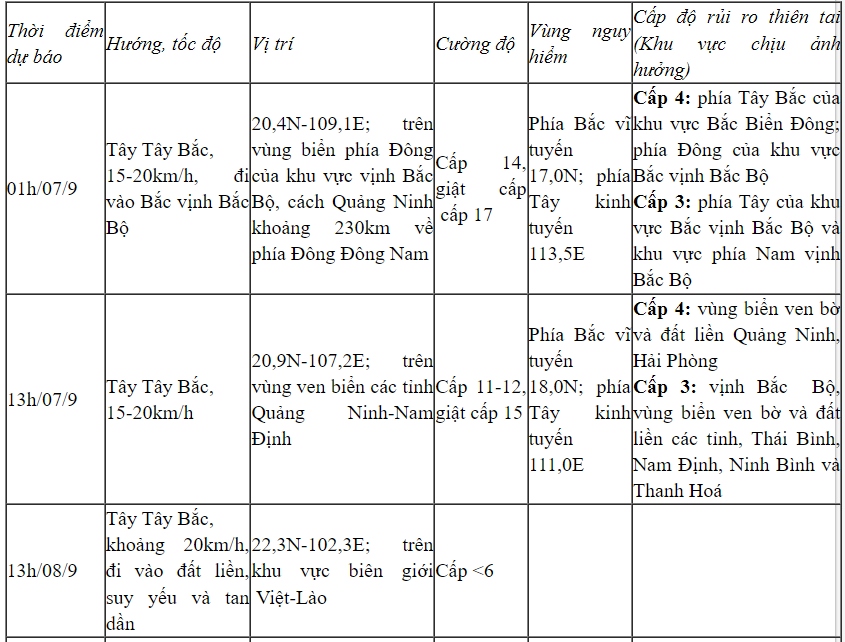 Thời điểm
dự báo
Hướng, tốc độ
Vị trí
Cường độ
Vùng nguy
hiểm
Cấp độ rủi ro thiên tai
(Khu vực chịu ảnh
hưởng)
01h/07/9
Tây Tây Bắc,
15-20km/h, đi
vào Bắc vịnh Bắc
Bộ
20,4N-109,1E; trên
vùng biển phía Đông
của khu vực vịnh Bắc
Bộ, cách Quảng Ninh
khoảng 230km về
phía Đông Đông Nam
Cấp 14,
giật cấp
cấp 17
Phía Bắc vĩ
tuyến
17,0N; phía
Tây kinh
tuyến
113,5E
Cấp 4: phía Tây Bắc của
khu vực Bắc Biển Đông;
phía Đông của khu vực
Bắc vịnh Bắc Bộ
Cấp 3: phía Tây của khu
vực Bắc vịnh Bắc Bộ và
khu vực phía Nam vịnh
Bắc Bộ
13h/07/9
Tây Tây Bắc,
15-20km/h
20,9N-107,2E; trên
vùng ven biển các tỉnh
Quảng Ninh-Nam
Định
Cấp 11-12,
giật cấp 15
Phía Bắc vĩ
tuyến
18,0N; phía
Tây kinh
tuyến
111,0E
Cấp 4: vùng biển ven bờ
và đất liền Quảng Ninh,
Hải Phòng
Cấp 3: vịnh Bắc Bộ,
vùng biển ven bờ và đất
liền các tỉnh, Thái Bình,
Nam Định, Ninh Bình và
Thanh Hoá
13h/08/9
Tây Tây Bắc,
khoảng 20km/h,
đi vào đất liền,
suy yếu và tan
dần
22,3N-102,3E; trên
khu vực biên giới
Việt-Lào
Cấp <6